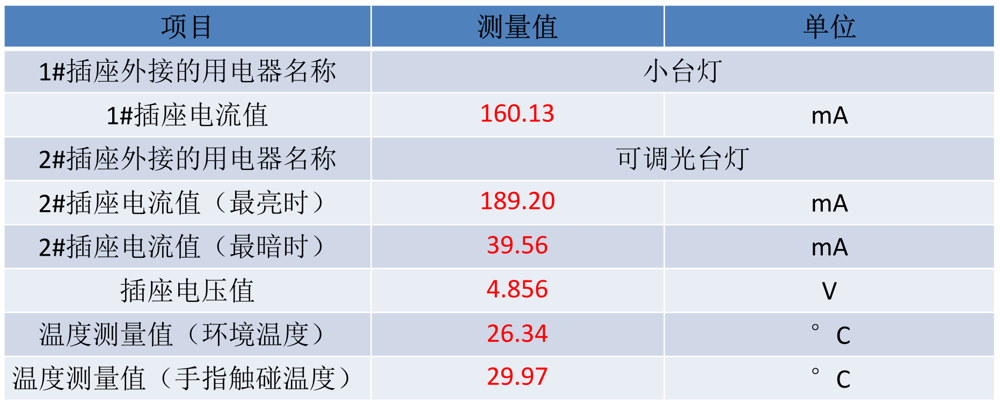 项目 测量值 单位
1#插座外接的用电器名称 小台灯
1#插座电流值 160.13 mA
2#插座外接的用电器名称 可调光台灯
2#插座电流值（最亮时） 189.20 mA
2#插座电流值（最暗时） 39.56 mA
插座电压值 4.856 V
温度测量值（环境温度） 26.34 ° C
温度测量值（手指触碰温度） 29.97 ° C